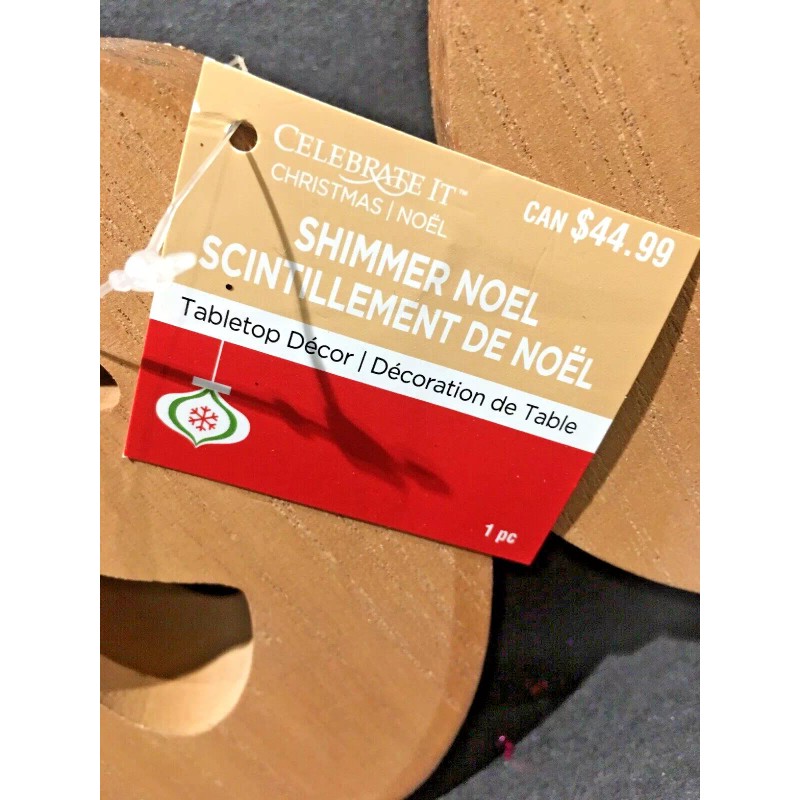 CELEBRATE IT™
CHRISTMAS | NOËL
CAN $44.99
SHIMMER NOEL
SCINTILLEMENT DE NOËL
Tabletop Décor | Décoration de Table
1 pc